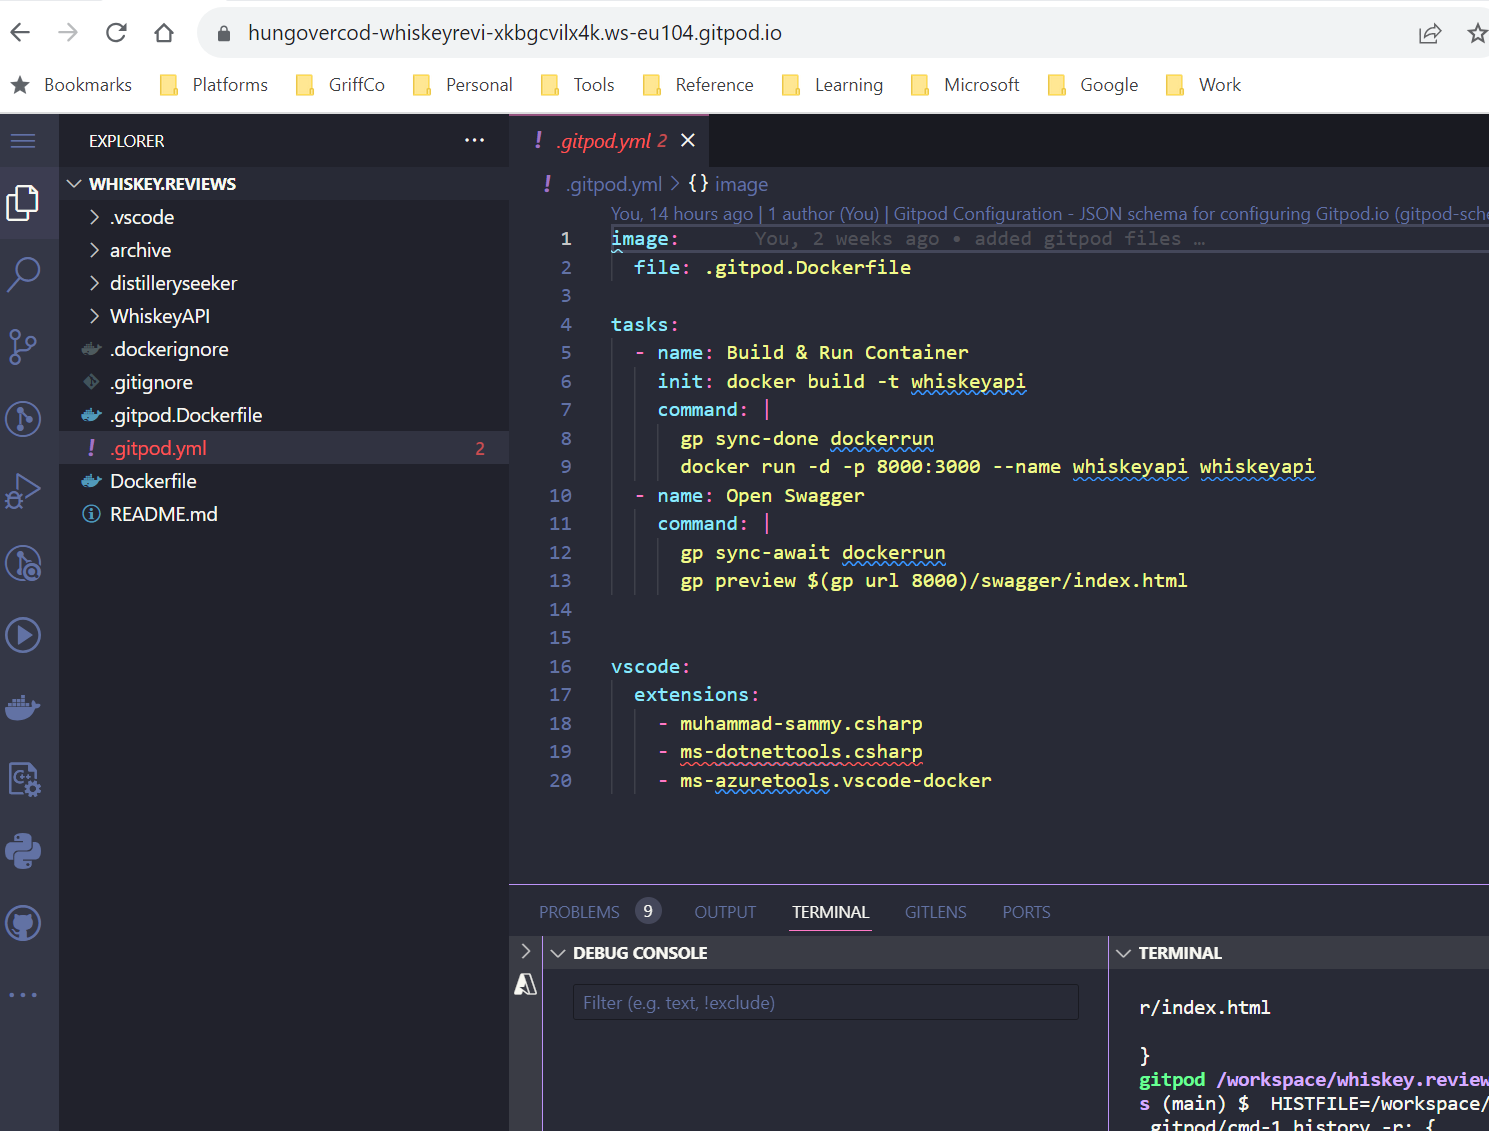 hungovercod-whiskeyrevi-xkbgcvilx4k.ws-eu104.gitpod.io
Bookmarks Platforms GriffCo Personal Tools Reference Learning Microsoft Google Work
EXPLORER ···
WHISKEY.REVIEWS
.vscode
archive
distilleryseeker
WhiskeyAPI
.dockerignore
.gitignore
.gitpod.Dockerfile
! .gitpod.yml 2
Dockerfile
README.md
! .gitpod.yml 2 ×
! .gitpod.yml > {} image
You, 14 hours ago | 1 author (You) | Gitpod Configuration - JSON schema for configuring Gitpod.io (gitpod-sche
1 image: You, 2 weeks ago • added gitpod files …
2 file: .gitpod.Dockerfile
3
4 tasks:
5 - name: Build & Run Container
6 init: docker build -t whiskeyapi
7 command: |
8 gp sync-done dockerrun
9 docker run -d -p 8000:3000 --name whiskeyapi whiskeyapi
10 - name: Open Swagger
11 command: |
12 gp sync-await dockerrun
13 gp preview $(gp url 8000)/swagger/index.html
14
15
16 vscode:
17 extensions:
18 - muhammad-sammy.csharp
19 - ms-dotnettools.csharp
20 - ms-azuretools.vscode-docker
PROBLEMS 9 OUTPUT TERMINAL GITLENS PORTS
DEBUG CONSOLE
Filter (e.g. text, !exclude)
TERMINAL
r/index.html
}
gitpod /workspace/whiskey.review
s (main) $ HISTFILE=/workspace/
.gitpod/cmd-1 history -r; {